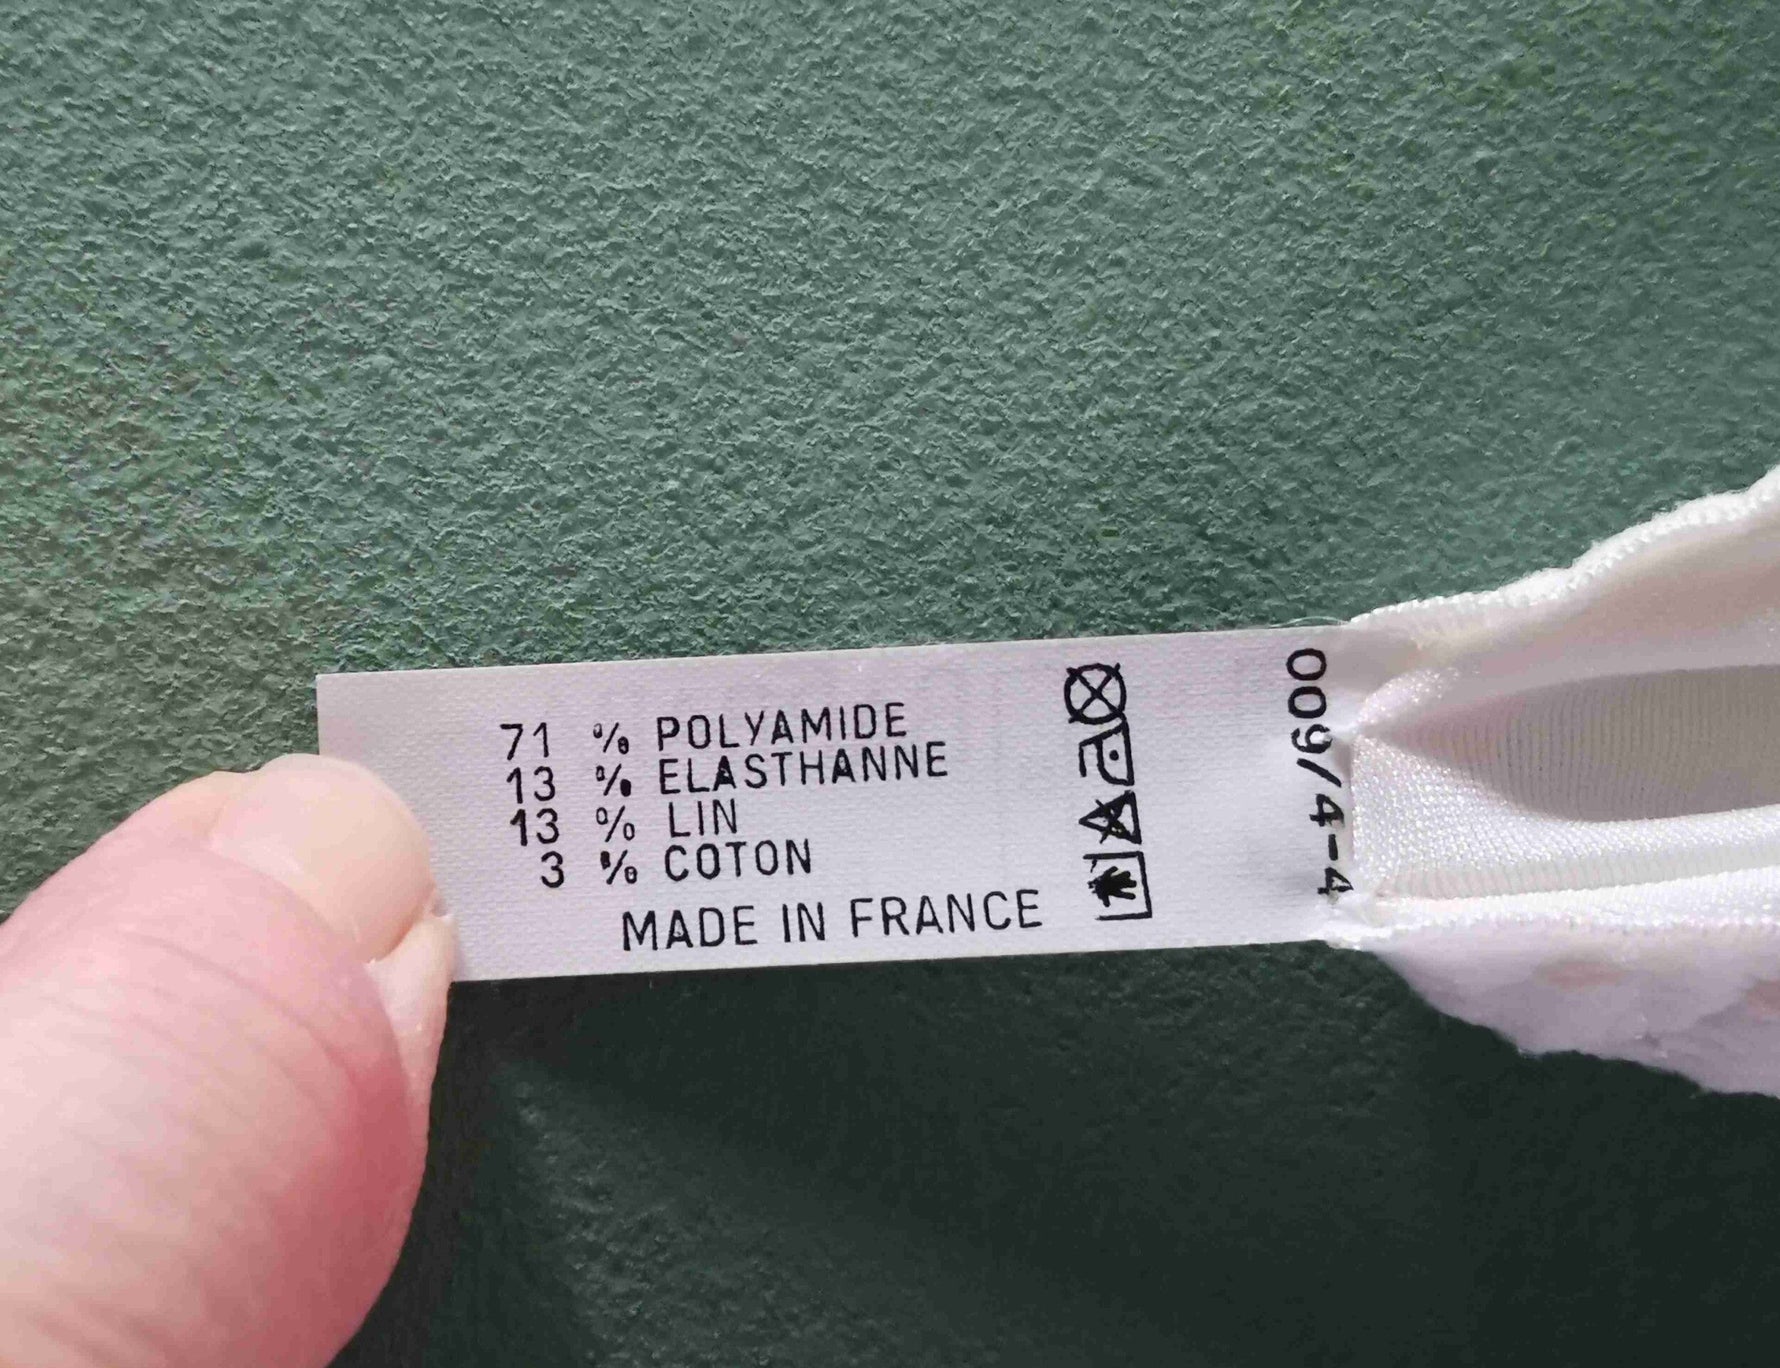 71 % POLYAMIDE
13 % ELASTHANNE
13 % LIN
3 % COTON
MADE IN FRANCE
009/4-4